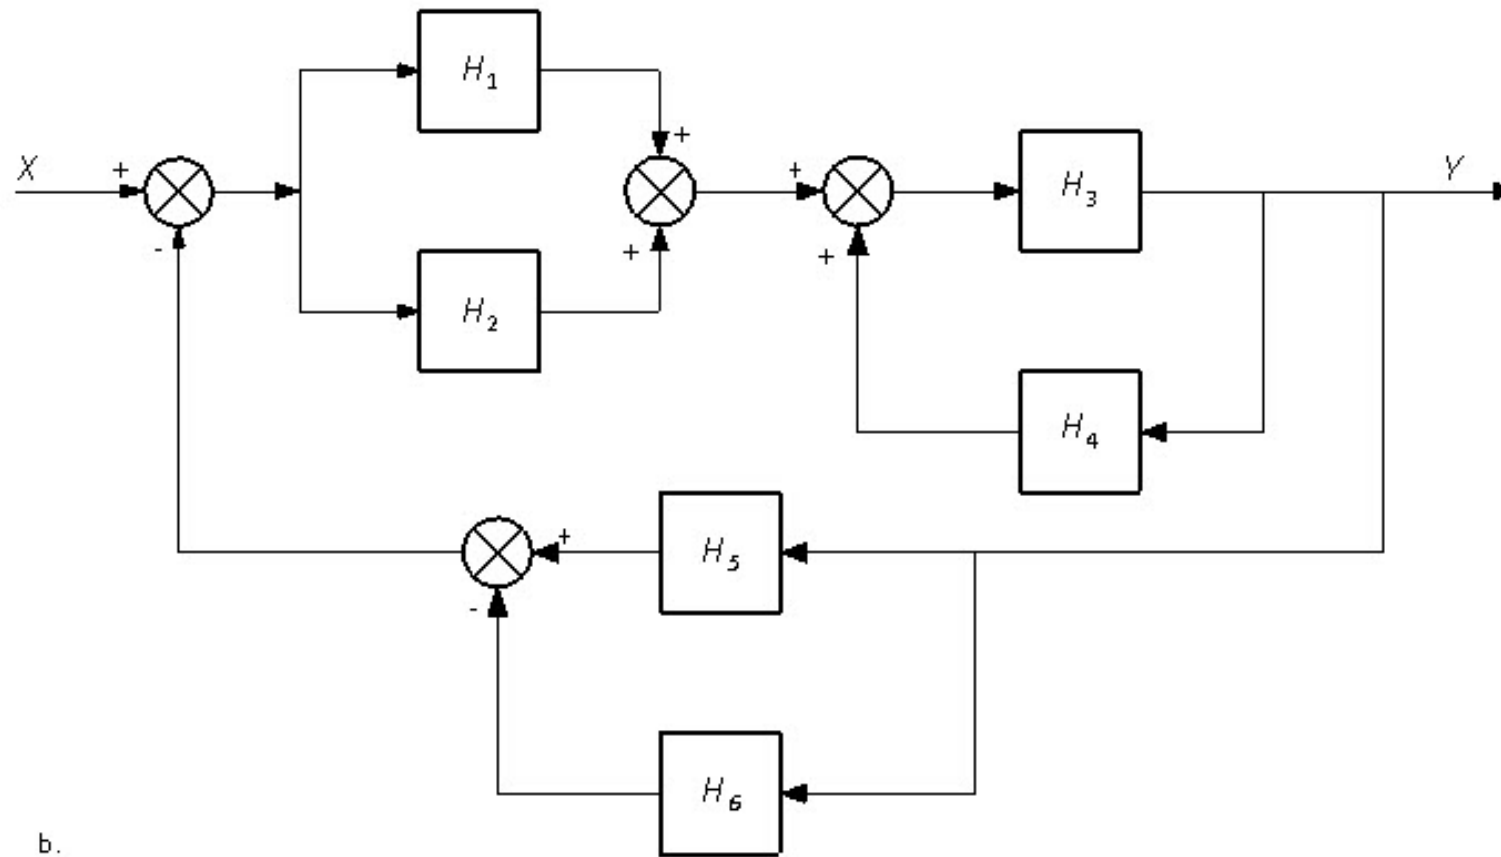 H₁
+
X
+
+
H₃
Y
-
+
+
H₂
H₄
+
H₅
-
H₆
b.